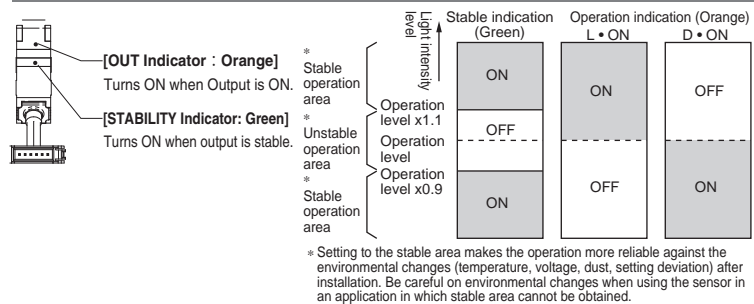 [OUT Indicator : Orange]
Turns ON when Output is ON.
[STABILITY Indicator: Green]
Turns ON when output is stable.
Light intensity
level
Stable indication
(Green)
Operation indication (Orange)
L • ON
D • ON
*
Stable
operation
area
*
Unstable
operation
area
*
Stable
operation
area
Operation
level x1.1
Operation
level
Operation
level x0.9
ON
OFF
ON
ON
OFF
OFF
ON
* Setting to the stable area makes the operation more reliable against the
environmental changes (temperature, voltage, dust, setting deviation) after
installation. Be careful on environmental changes when using the sensor in
an application in which stable area cannot be obtained.